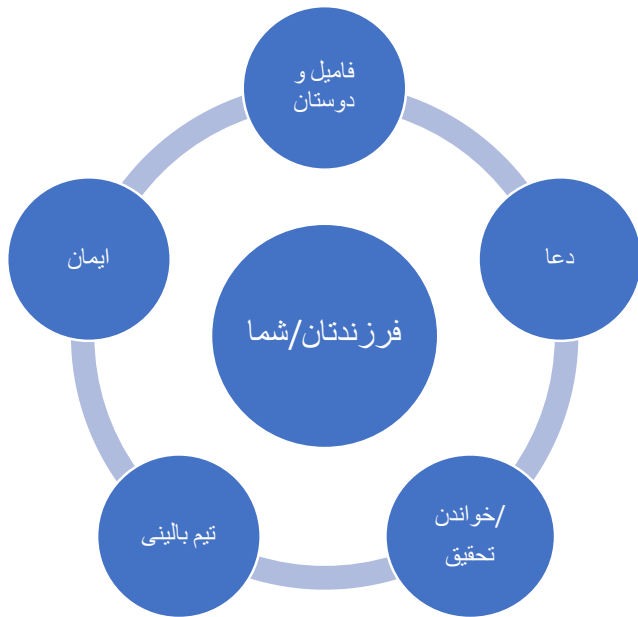 فامیل و
دوستان
دعا
خواندن/
تحقیق
تیم بالینی
ایمان
فرزندتان/شما